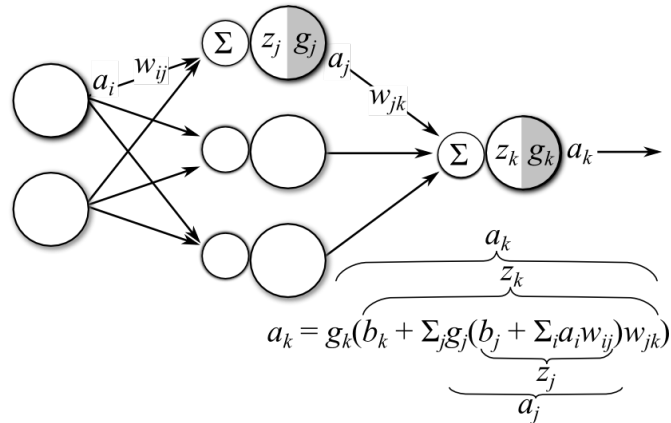 Σ z_j g_j
a_i w_ij a_j
w_jk
Σ z_k g_k a_k
a_k
z_k
a_k = g_k(b_k + Σ_j g_j(b_j + Σ_i a_i w_ij)w_jk)
z_j
a_j